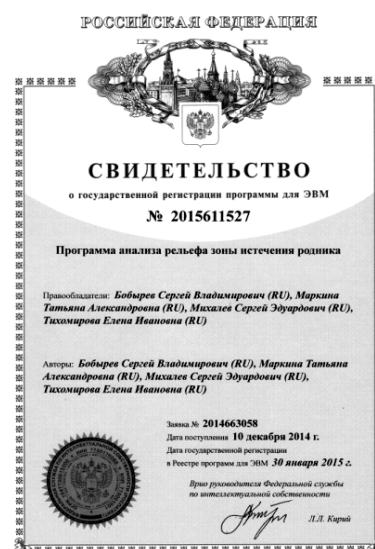 РОССИЙСКАЯ ФЕДЕРАЦИЯ
СВИДЕТЕЛЬСТВО
о государственной регистрации программы для ЭВМ
№ 2015611527
Программа анализа рельефа зоны истечения родника
Правообладатели: Бобырев Сергей Владимирович (RU), Маркина
Татьяна Александровна (RU), Михалев Сергей Эдуардович (RU),
Тихомирова Елена Ивановна (RU)
Авторы: Бобырев Сергей Владимирович (RU), Маркина Татьяна
Александровна (RU), Михалев Сергей Эдуардович (RU),
Тихомирова Елена Ивановна (RU)
Заявка № 2014663058
Дата поступления 10 декабря 2014 г.
Дата государственной регистрации
в Реестре программ для ЭВМ 30 января 2015 г.
Врио руководителя Федеральной службы
по интеллектуальной собственности
Л.Л. Кирий